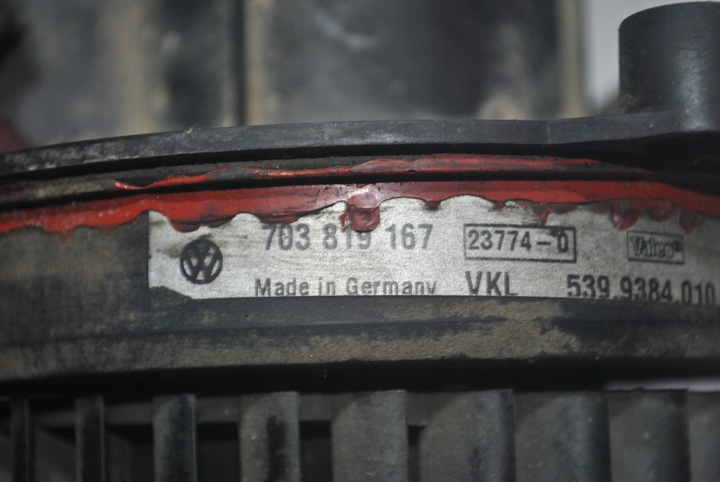 703 819 167 23774-D Valeo®
Made in Germany VKL 539 9384 010